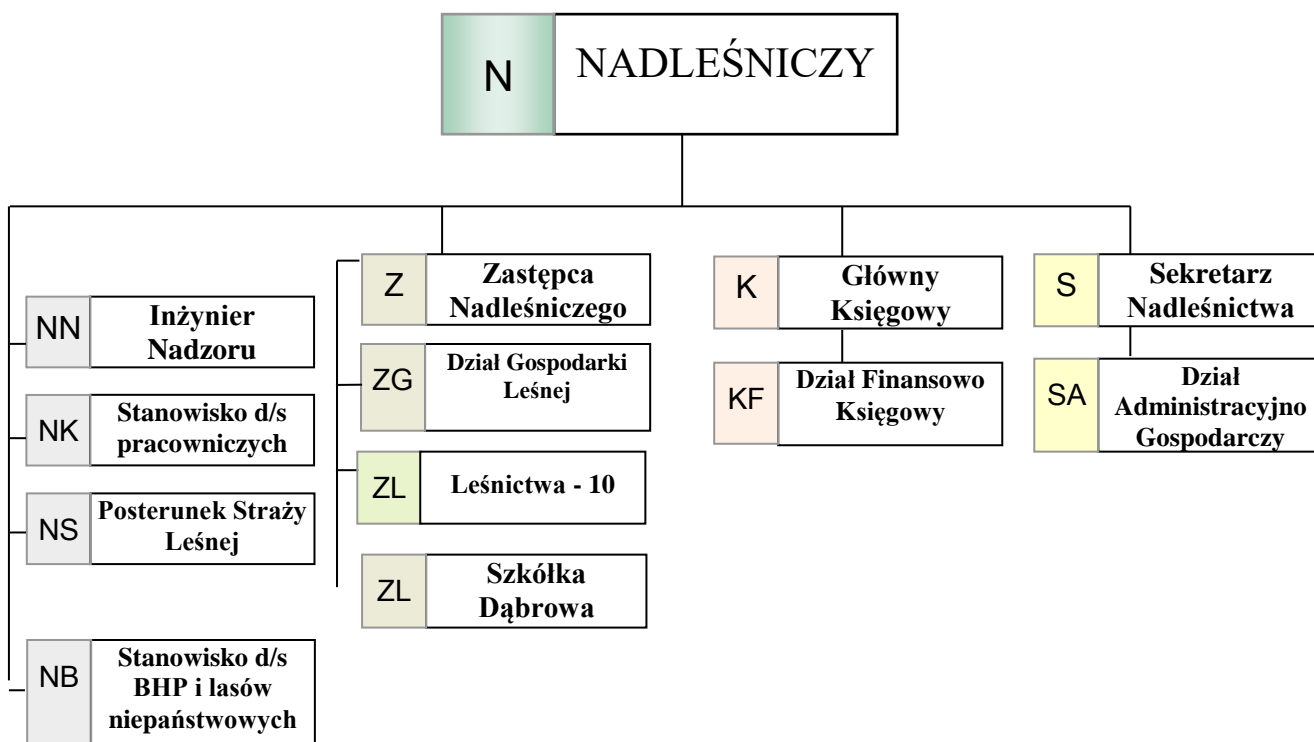 N
NADLEŚNICZY
NN
Inżynier
Nadzoru
NK
Stanowisko d/s
pracowniczych
NS
Posterunek Straży
Leśnej
NB
Stanowisko d/s
BHP i lasów
niepaństwowych
Z
Zastępca
Nadleśniczego
ZG
Dział Gospodarki
Leśnej
ZL
Leśnictwa - 10
ZL
Szkółka
Dąbrowa
K
Główny
Księgowy
KF
Dział Finansowo
Księgowy
S
Sekretarz
Nadleśnictwa
SA
Dział
Administracyjno
Gospodarczy